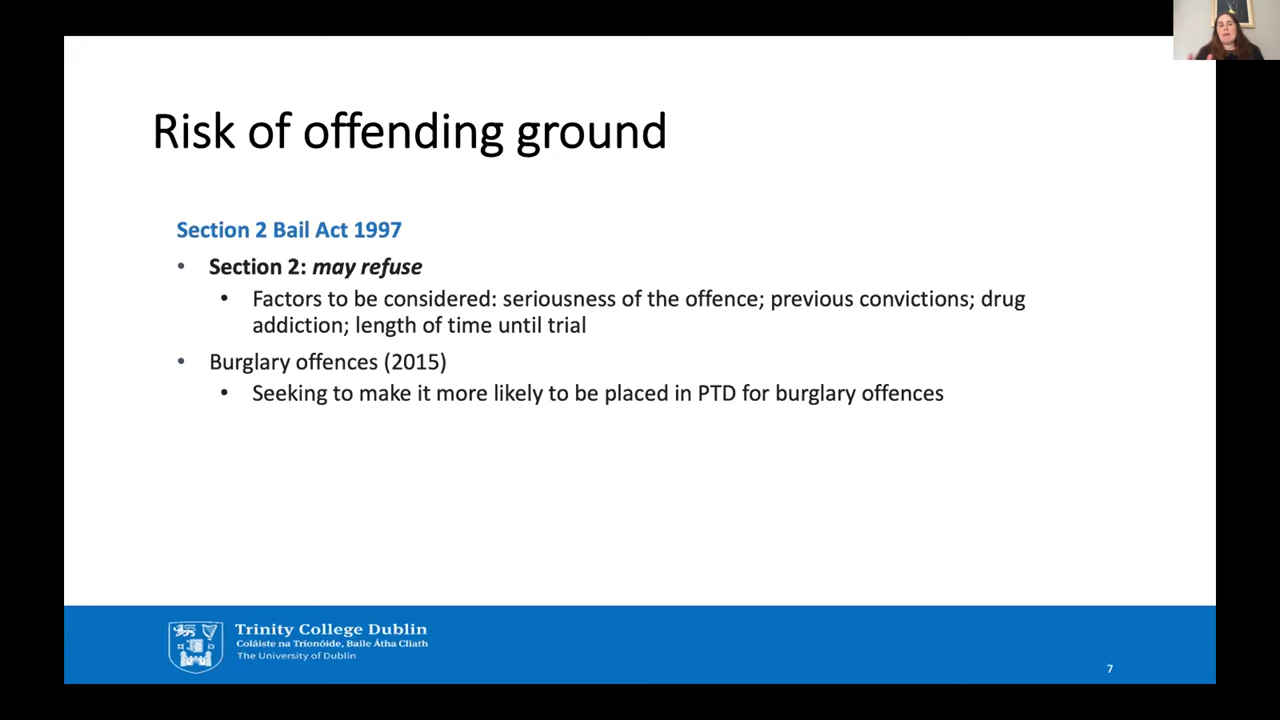 Risk of offending ground
Section 2 Bail Act 1997
• Section 2: may refuse
• Factors to be considered: seriousness of the offence; previous convictions; drug
addiction; length of time until trial
• Burglary offences (2015)
• Seeking to make it more likely to be placed in PTD for burglary offences
Trinity College Dublin
Coláiste na Tríonóide, Baile Átha Cliath
The University of Dublin
7